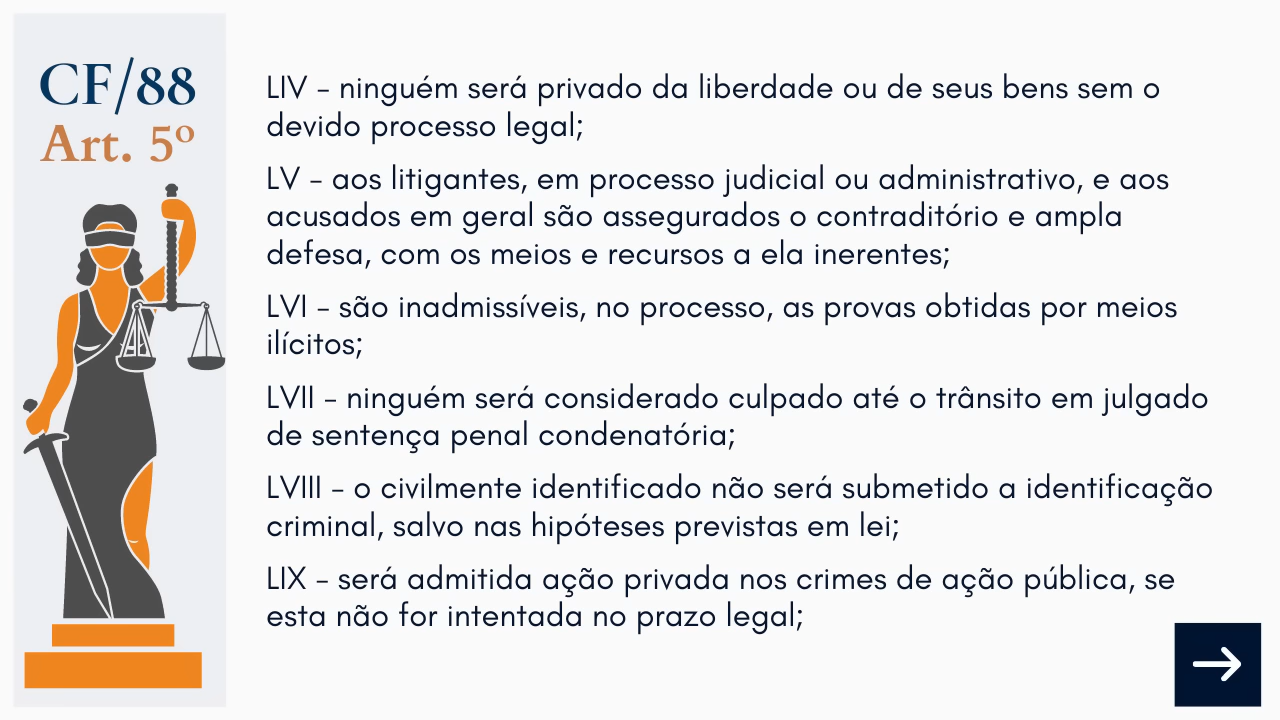 CF/88
Art. 5º
LIV – ninguém será privado da liberdade ou de seus bens sem o
devido processo legal;
LV – aos litigantes, em processo judicial ou administrativo, e aos
acusados em geral são assegurados o contraditório e ampla
defesa, com os meios e recursos a ela inerentes;
LVI – são inadmissíveis, no processo, as provas obtidas por meios
ilícitos;
LVII – ninguém será considerado culpado até o trânsito em julgado
de sentença penal condenatória;
LVIII – o civilmente identificado não será submetido a identificação
criminal, salvo nas hipóteses previstas em lei;
LIX – será admitida ação privada nos crimes de ação pública, se
esta não for intentada no prazo legal;